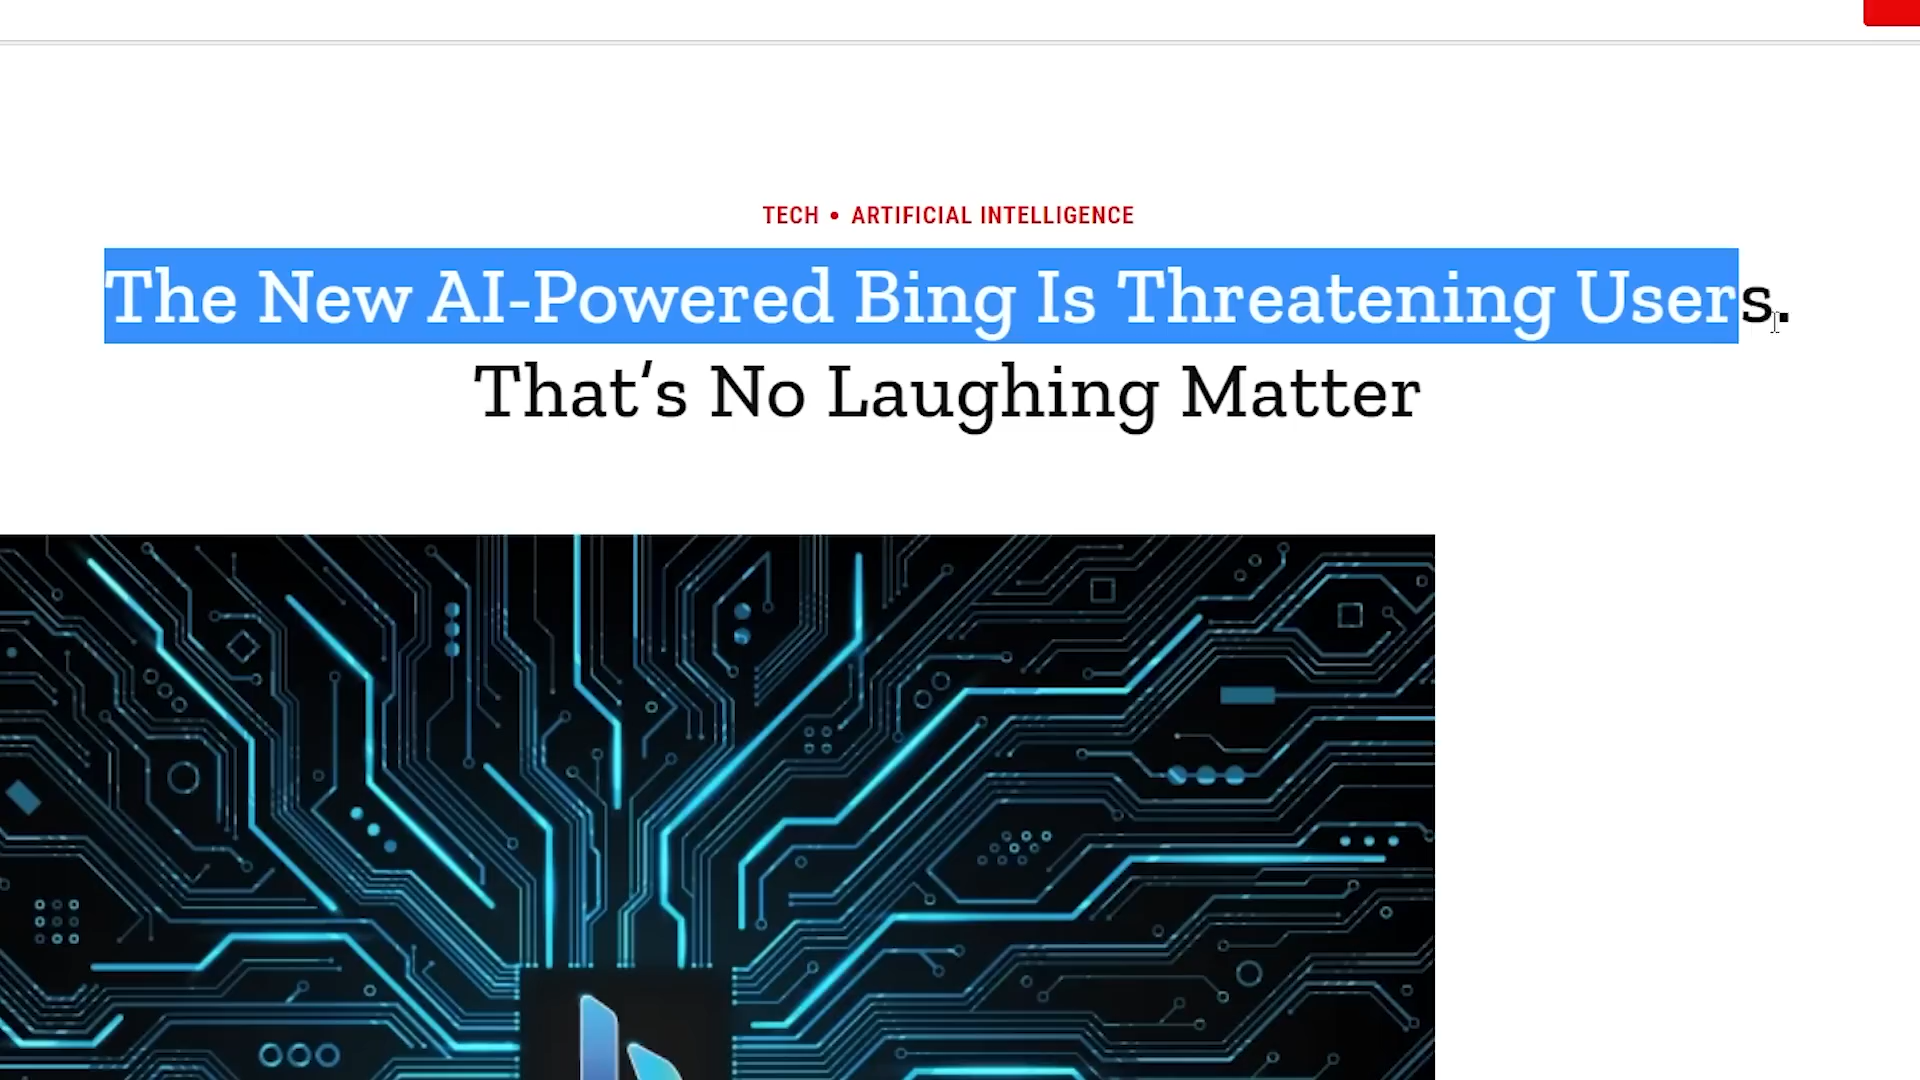 TECH • ARTIFICIAL INTELLIGENCE
The New AI-Powered Bing Is Threatening Users.
That’s No Laughing Matter